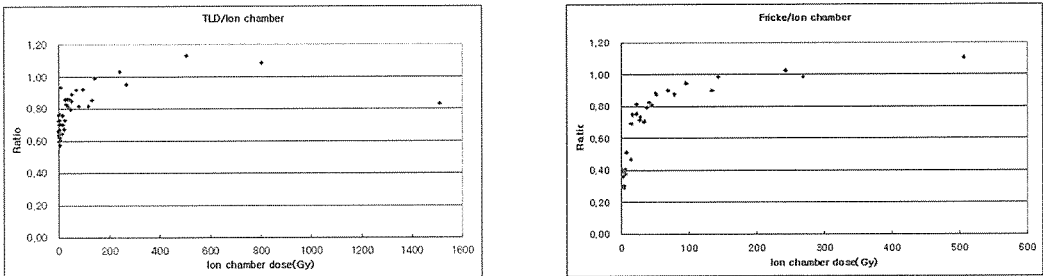 TLD/Ion chamber
1,20
1,00
0,80
0,60
0,40
0,20
0,00
Ratio
0 200 400 600 800 1000 1200 1400 1600
Ion chamber dose(Gy)
Fricke/Ion chamber
1,20
1,00
0,80
0,60
0,40
0,20
0,00
Ratio
0 100 200 300 400 500 600
Ion chamber dose(Gy)